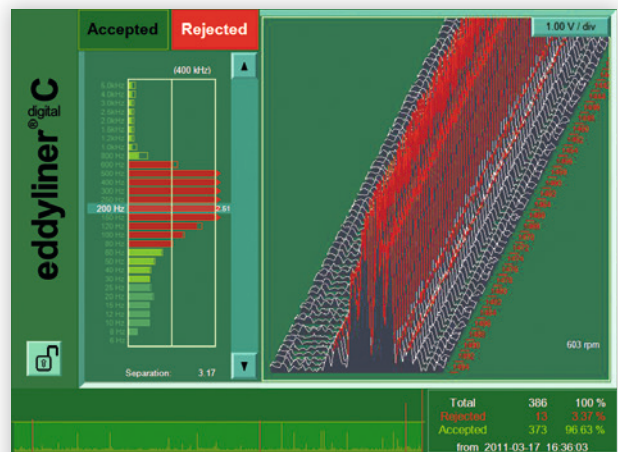 eddyliner® digital C
Accepted
Rejected
(400 kHz)
5.0kHz
4.0kHz
3.0kHz
2.5kHz
2.0kHz
1.5kHz
1.2kHz
1.0kHz
800 Hz
600 Hz
500 Hz
400 Hz
300 Hz
250 Hz
200 Hz
2.61
150 Hz
120 Hz
100 Hz
80 Hz
60 Hz
50 Hz
40 Hz
30 Hz
25 Hz
20 Hz
16 Hz
12 Hz
10 Hz
8 Hz
6 Hz
Separation: 3.17
1.00 V / div
603 rpm
Total 386 100 %
Rejected 13 3.37 %
Accepted 373 96.63 %
from 2011-03-17 16:36:03